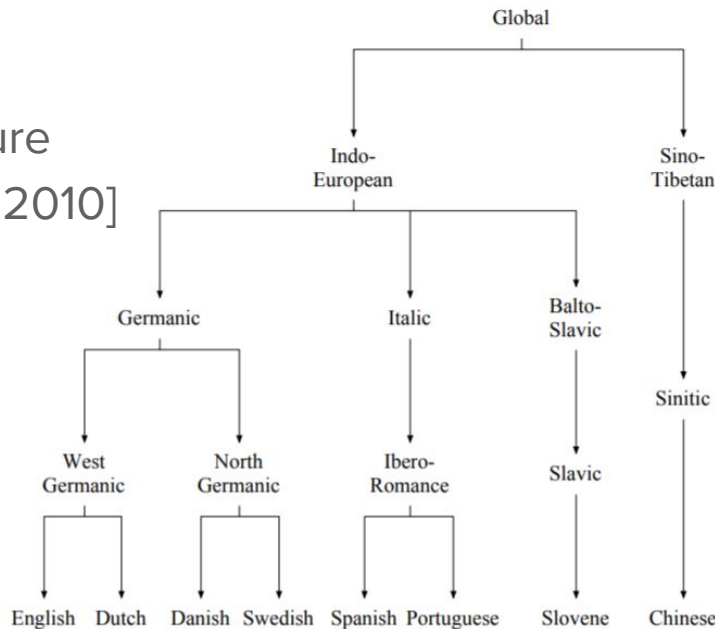 Global
ure
2010]
Indo-
European
Sino-
Tibetan
Germanic
Italic
Balto-
Slavic
Sinitic
West
Germanic
North
Germanic
Ibero-
Romance
Slavic
English Dutch Danish Swedish Spanish Portuguese Slovene Chinese